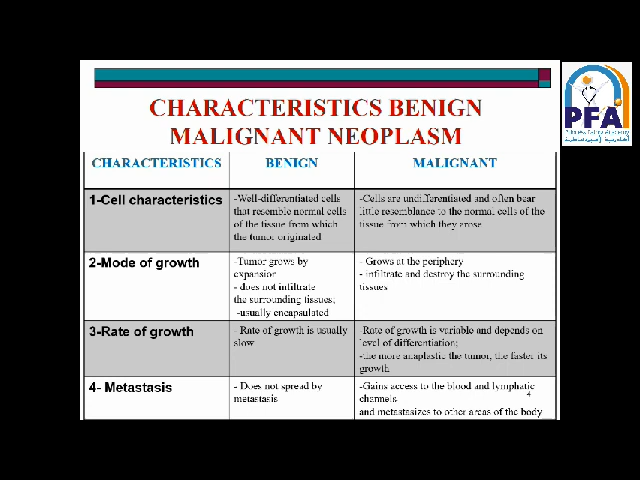 CHARACTERISTICS BENIGN
MALIGNANT NEOPLASM
CHARACTERISTICS
BENIGN
MALIGNANT
1-Cell characteristics
-Well-differentiated cells
that resemble normal cells
of the tissue from which
the tumor originated
-Cells are undifferentiated and often bear
little resemblance to the normal cells of the
tissue from which they arose
2-Mode of growth
-Tumor grows by
expansion
- does not infiltrate
the surrounding tissues;
-usually encapsulated
- Grows at the periphery
- infiltrate and destroy the surrounding
tissues
3-Rate of growth
- Rate of growth is usually
slow
-Rate of growth is variable and depends on
level of differentiation;
-the more anaplastic the tumor, the faster its
growth
4- Metastasis
- Does not spread by
metastasis
-Gains access to the blood and lymphatic
channels
and metastasizes to other areas of the body
4
PFA
Academy